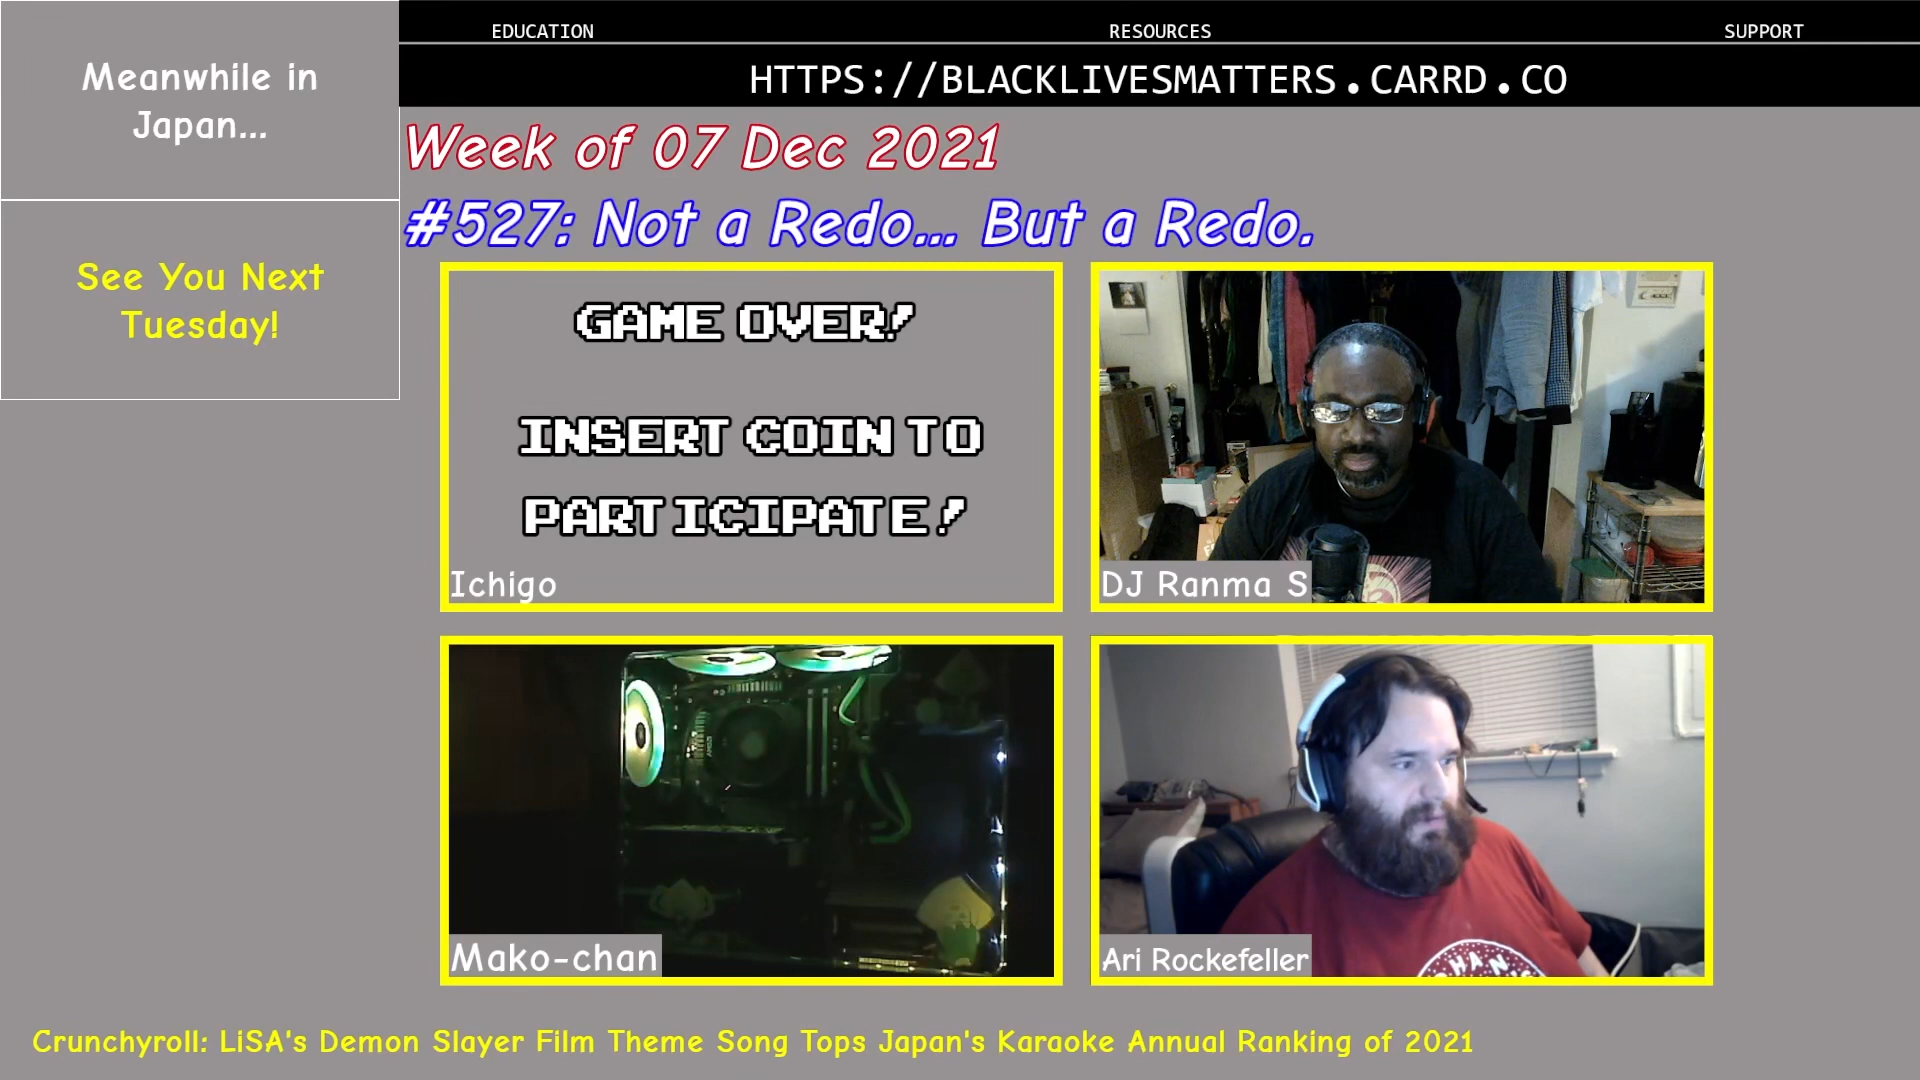 Meanwhile in
Japan...
See You Next
Tuesday!
EDUCATION RESOURCES SUPPORT
HTTPS://BLACKLIVESMATTERS.CARRD.CO
Week of 07 Dec 2021
#527: Not a Redo... But a Redo.
GAME OVER!
INSERT COIN TO
PARTICIPATE!
Ichigo
DJ Ranma S
Mako-chan
Ari Rockefeller
Crunchyroll: LiSA's Demon Slayer Film Theme Song Tops Japan's Karaoke Annual Ranking of 2021